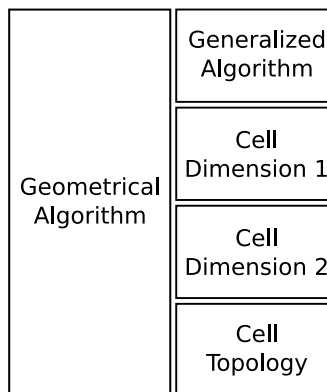 Geometrical
Algorithm
Generalized
Algorithm
Cell
Dimension 1
Cell
Dimension 2
Cell
Topology